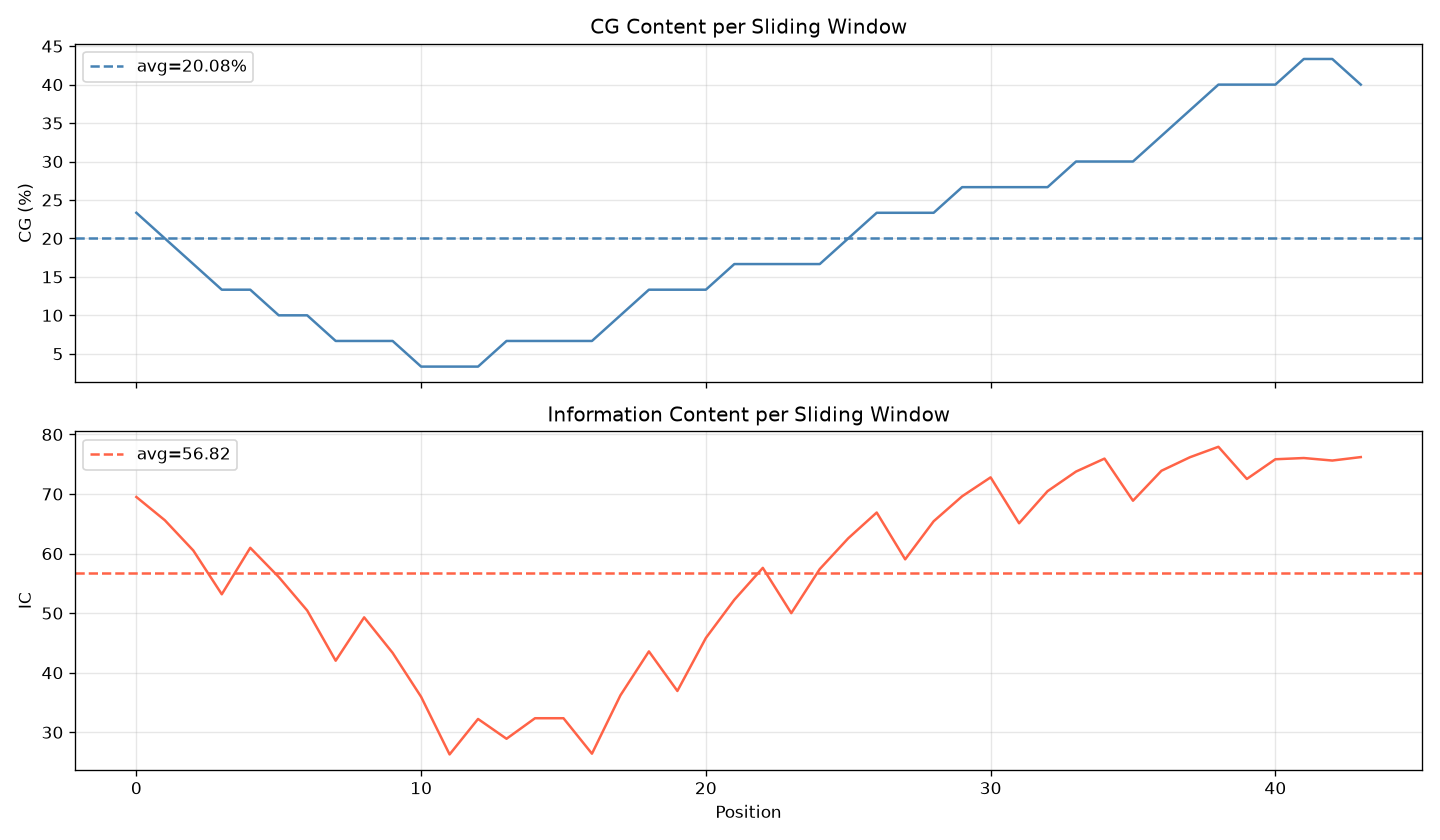 CG Content per Sliding Window
avg=20.08%
45
40
35
30
25
20
15
10
5
CG (%)
Information Content per Sliding Window
avg=56.82
80
70
60
50
40
30
IC
0 10 20 30 40
Position